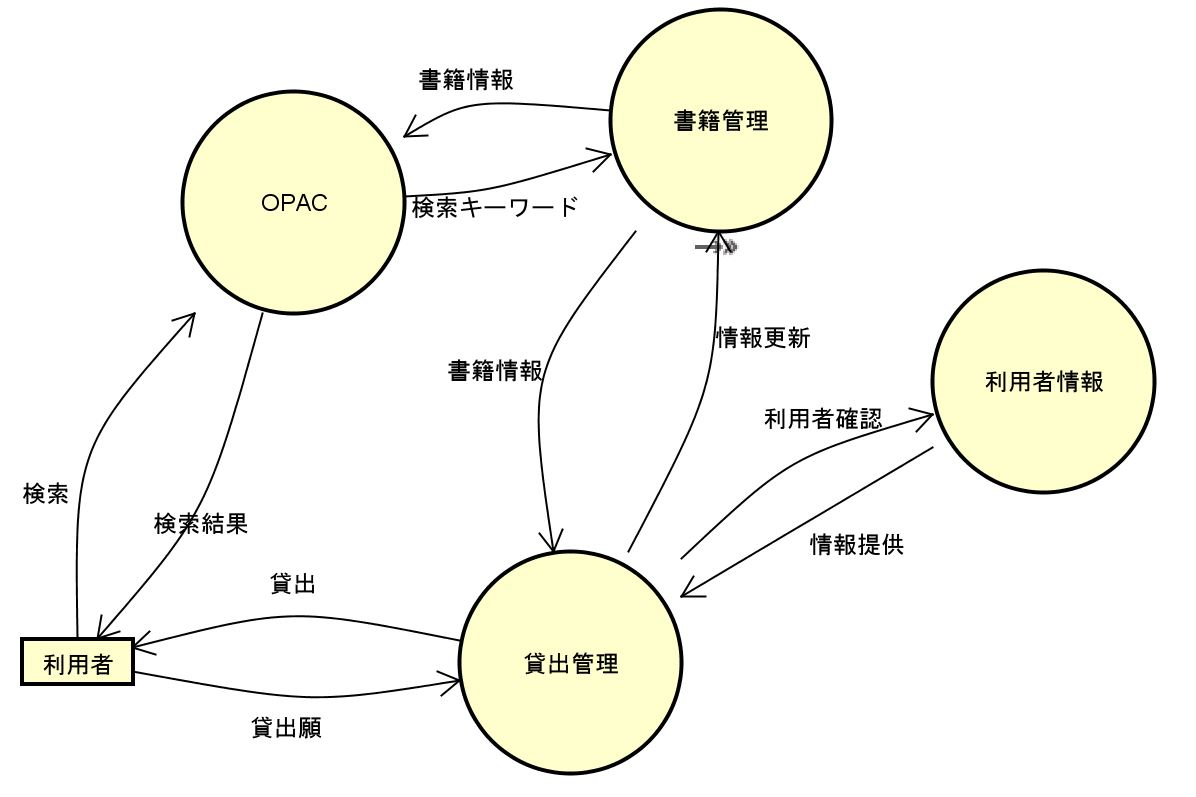 書籍情報
書籍管理
OPAC
検索キーワード
情報更新
書籍情報
利用者情報
利用者確認
検索
検索結果
情報提供
貸出
利用者
貸出管理
貸出願